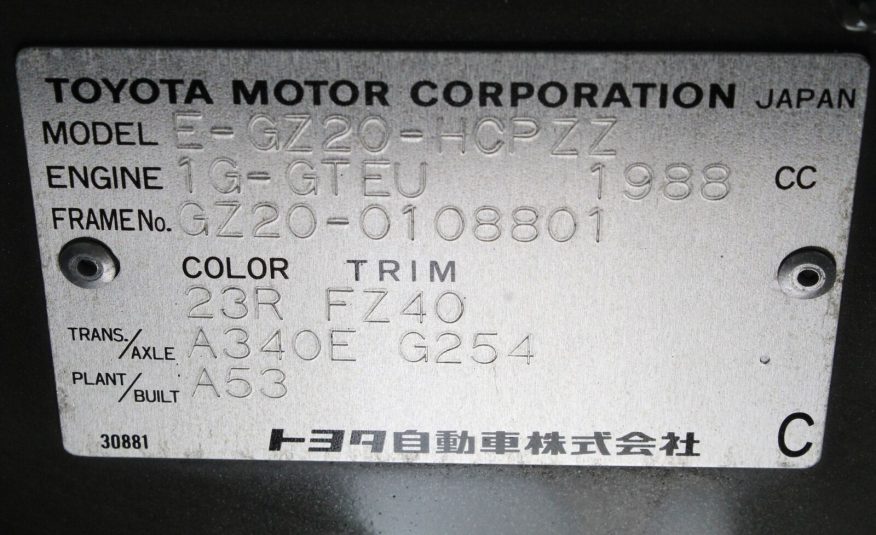 TOYOTA MOTOR CORPORATION JAPAN
MODEL E-GZ20-HCPZZ
ENGINE 1G-GTEU 1988 CC
FRAME No. GZ20-0108801
COLOR TRIM
23R FZ40
TRANS./AXLE A340E G254
PLANT/BUILT A53
30881 トヨタ自動車株式会社 C